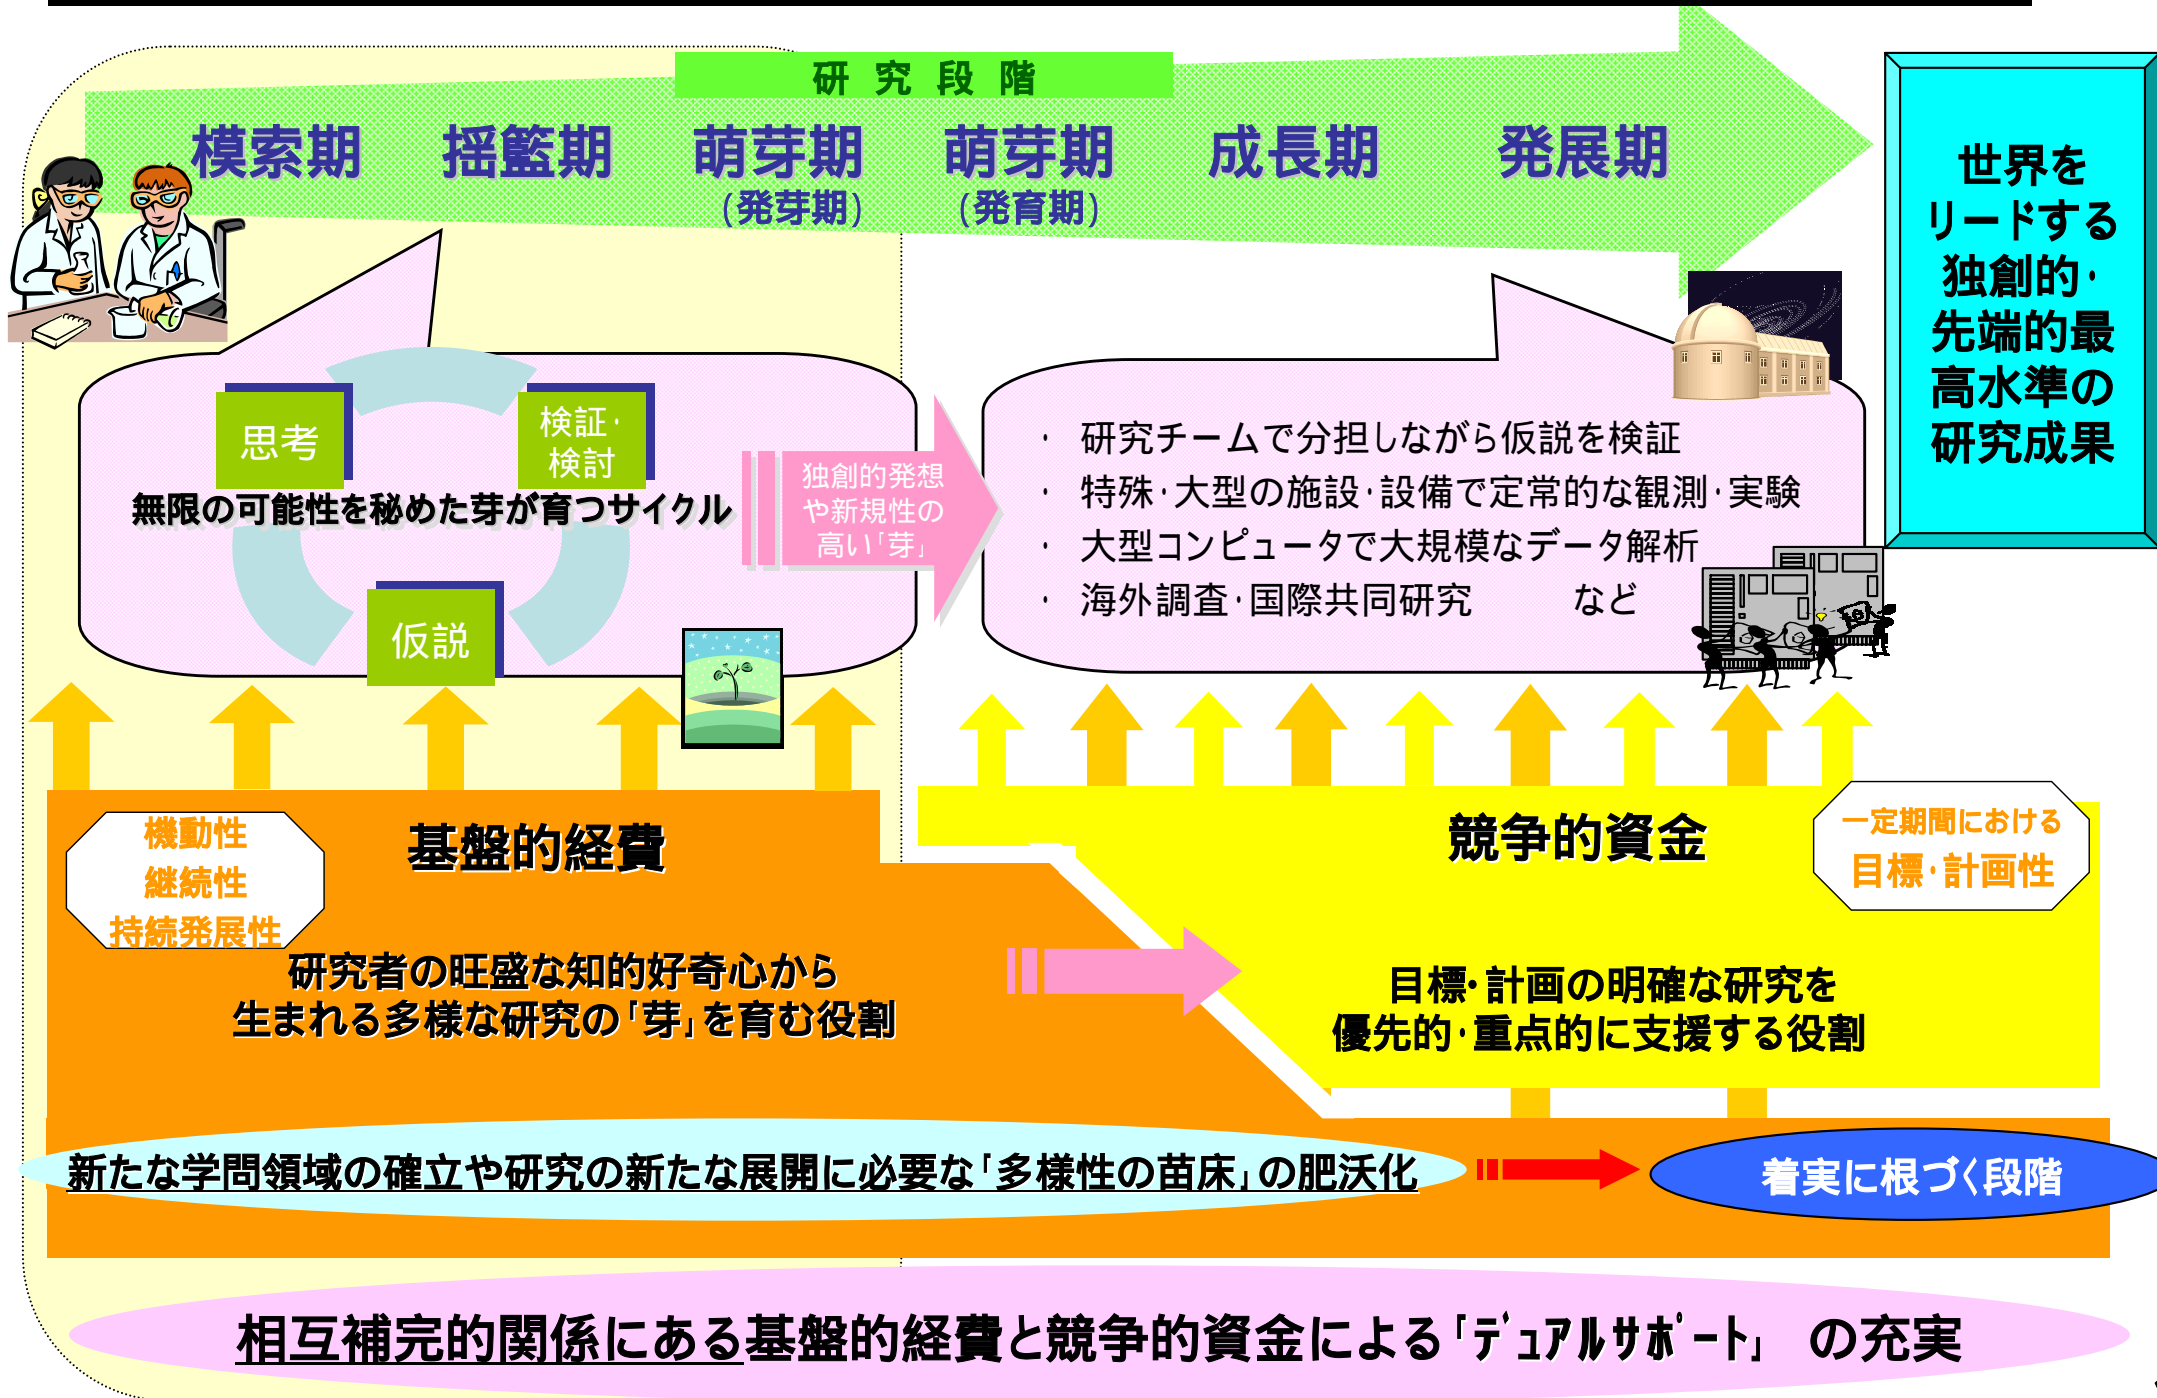 研究段階
模索期 揺籃期 萌芽期 萌芽期 成長期 発展期
(発芽期) (発育期)
世界を
リードする
独創的・
先端的最
高水準の
研究成果
思考
検証・
検討
無限の可能性を秘めた芽が育つサイクル
仮説
独創的発想
や新規性の
高い「芽」
・ 研究チームで分担しながら仮説を検証
・ 特殊・大型の施設・設備で定常的な観測・実験
・ 大型コンピュータで大規模なデータ解析
・ 海外調査・国際共同研究 など
機動性
継続性
持続発展性
基盤的経費
研究者の旺盛な知的好奇心から
生まれる多様な研究の「芽」を育む役割
競争的資金
一定期間における
目標・計画性
目標・計画の明確な研究を
優先的・重点的に支援する役割
新たな学問領域の確立や研究の新たな展開に必要な「多様性の苗床」の肥沃化
着実に根づく段階
相互補完的関係にある基盤的経費と競争的資金による「ﾃﾞｭｱﾙｻﾎﾟｰﾄ」 の充実